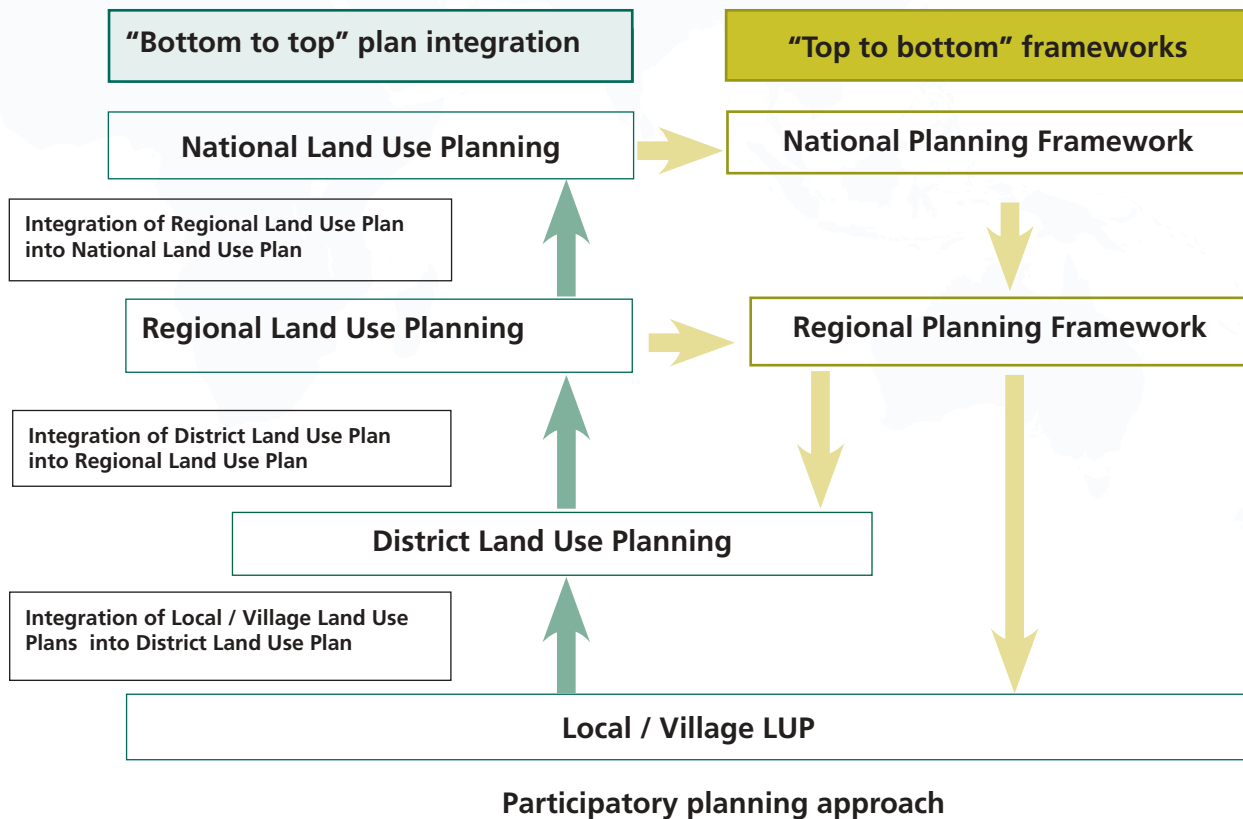 “Bottom to top” plan integration
“Top to bottom” frameworks
National Land Use Planning
National Planning Framework
Integration of Regional Land Use Plan
into National Land Use Plan
Regional Land Use Planning
Regional Planning Framework
Integration of District Land Use Plan
into Regional Land Use Plan
District Land Use Planning
Integration of Local / Village Land Use
Plans into District Land Use Plan
Local / Village LUP
Participatory planning approach